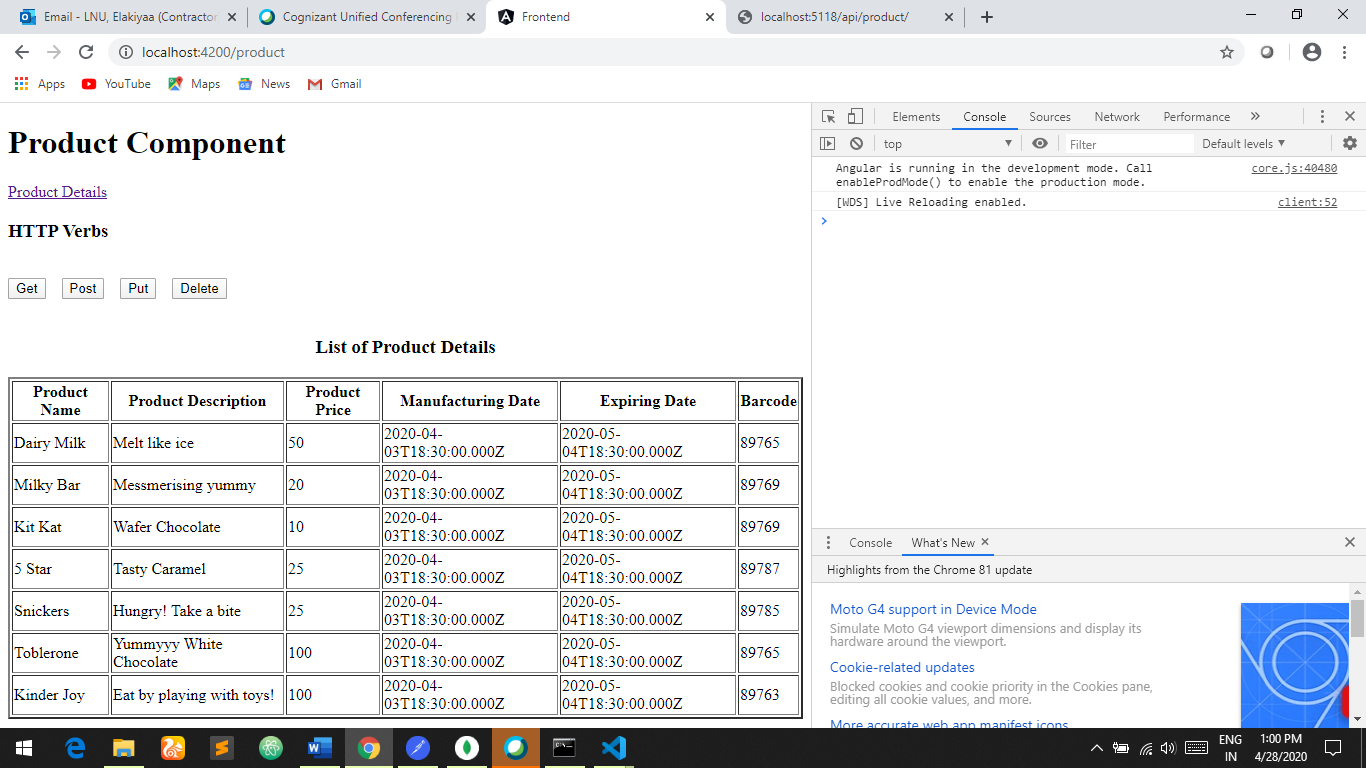 Email - LNU, Elakiyaa (Contractor
Cognizant Unified Conferencing
Frontend
localhost:5118/api/product/
localhost:4200/product
Apps
YouTube
Maps
News
Gmail
Product Component
Product Details
HTTP Verbs
Get Post Put Delete
List of Product Details
Product Name Product Description Product Price Manufacturing Date Expiring Date Barcode
Dairy Milk Melt like ice 50 2020-04-03T18:30:00.000Z 2020-05-04T18:30:00.000Z 89765
Milky Bar Messmerising yummy 20 2020-04-03T18:30:00.000Z 2020-05-04T18:30:00.000Z 89769
Kit Kat Wafer Chocolate 10 2020-04-03T18:30:00.000Z 2020-05-04T18:30:00.000Z 89769
5 Star Tasty Caramel 25 2020-04-03T18:30:00.000Z 2020-05-04T18:30:00.000Z 89787
Snickers Hungry! Take a bite 25 2020-04-03T18:30:00.000Z 2020-05-04T18:30:00.000Z 89785
Toblerone Yummyyy White Chocolate 100 2020-04-03T18:30:00.000Z 2020-05-04T18:30:00.000Z 89765
Kinder Joy Eat by playing with toys! 100 2020-04-03T18:30:00.000Z 2020-05-04T18:30:00.000Z 89763
Elements Console Sources Network Performance
top Filter Default levels
Angular is running in the development mode. Call core.js:40480
enableProdMode() to enable the production mode.
[WDS] Live Reloading enabled. client:52
Console What's New
Highlights from the Chrome 81 update
Moto G4 support in Device Mode
Simulate Moto G4 viewport dimensions and display its
hardware around the viewport.
Cookie-related updates
Blocked cookies and cookie priority in the Cookies pane,
editing all cookie values, and more.
More accurate web app manifest icons
ENG
IN
1:00 PM
4/28/2020